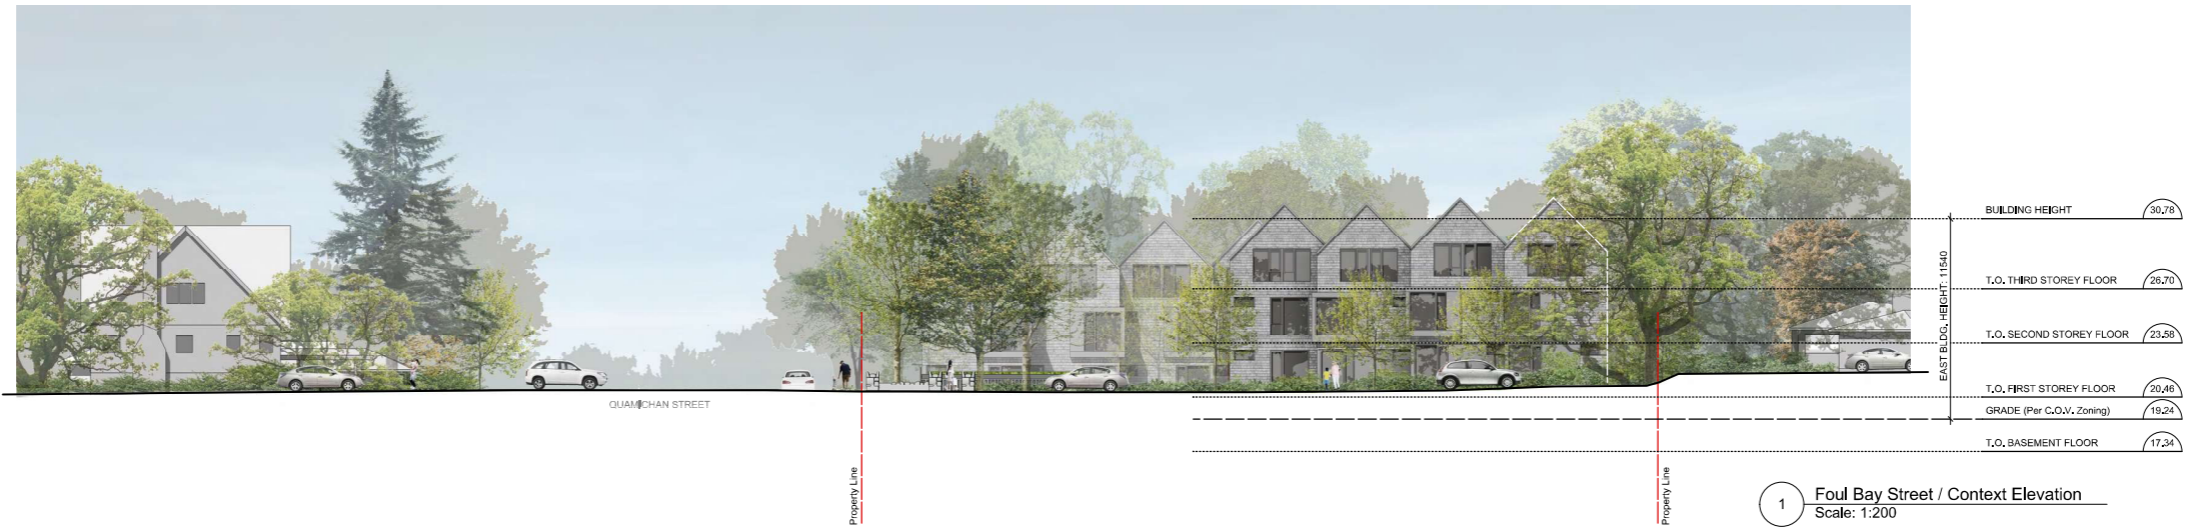 BUILDING HEIGHT 30.78
T.O. THIRD STOREY FLOOR 26.70
EAST BLDG. HEIGHT: 11540
T.O. SECOND STOREY FLOOR 23.58
T.O. FIRST STOREY FLOOR 20.46
QUAMICHAN STREET
GRADE (Per C.O.V. Zoning) 19.24
T.O. BASEMENT FLOOR 17.34
Property Line
Property Line
1 Foul Bay Street / Context Elevation
Scale: 1:200